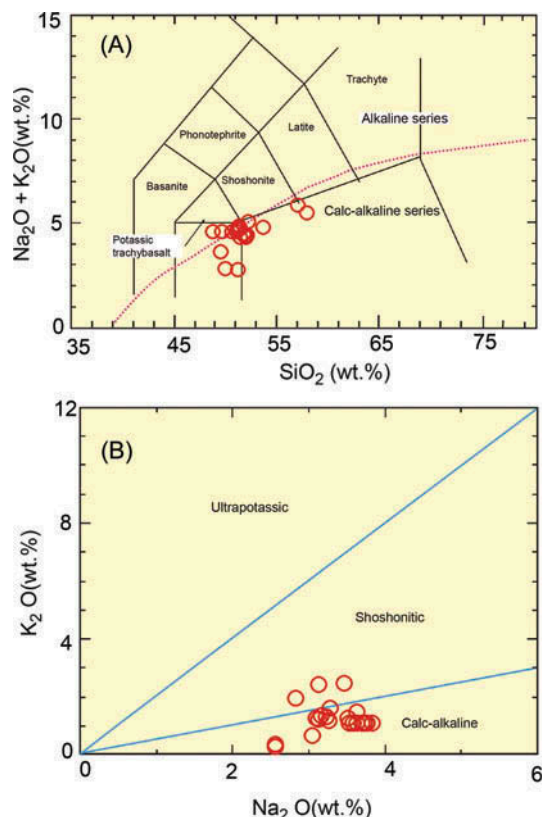 15
(A)
Trachyte
10
Alkaline series
Phonotephrite
Latite
Basanite
Shoshonite
5
Calc-alkaline series
Potassic
trachybasalt
0
Na2O + K2O(wt.%)
35 45 55 65 75
SiO2 (wt.%)
12
(B)
Ultrapotassic
8
K2 O(wt.%)
Shoshonitic
4
Calc-alkaline
0
0 2 4 6
Na2 O(wt.%)